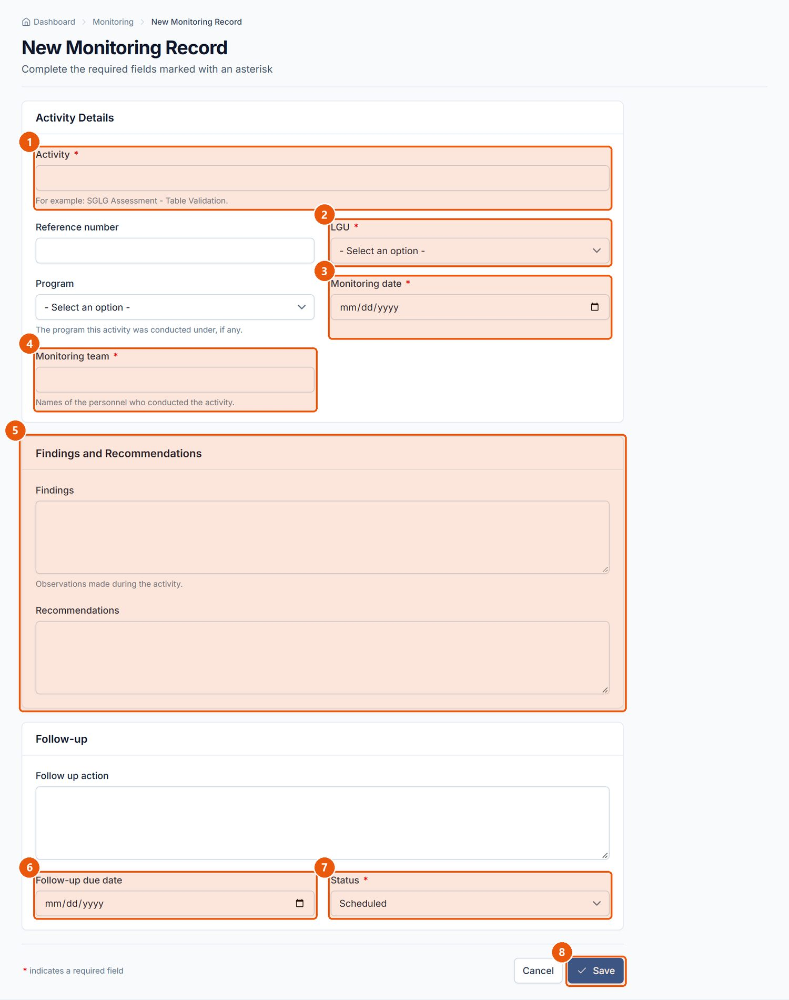 Dashboard > Monitoring > New Monitoring Record
New Monitoring Record
Complete the required fields marked with an asterisk
Activity Details
1
Activity *
For example: SGLG Assessment - Table Validation.
Reference number
2
LGU *
- Select an option -
Program
- Select an option -
The program this activity was conducted under, if any.
3
Monitoring date *
mm/dd/yyyy
4
Monitoring team *
Names of the personnel who conducted the activity.
5
Findings and Recommendations
Findings
Observations made during the activity.
Recommendations
Follow-up
Follow up action
6
Follow-up due date
mm/dd/yyyy
7
Status *
Scheduled
* indicates a required field
Cancel
8
Save